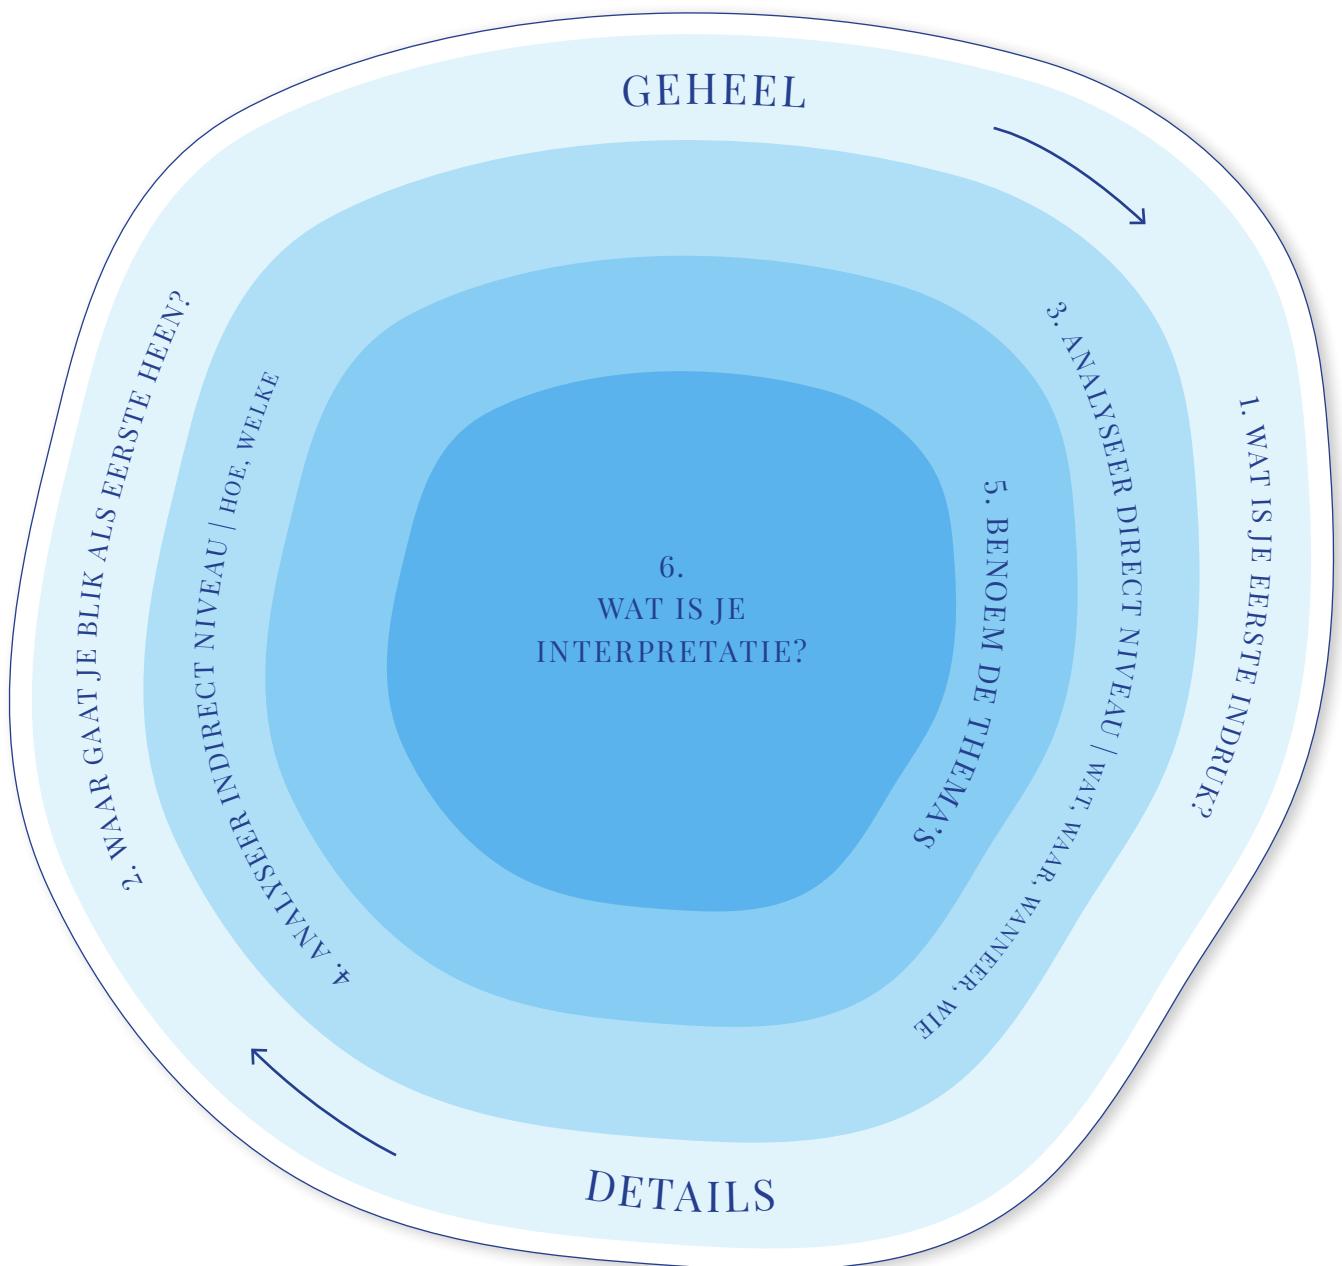 GEHEEL
1. WAT IS JE EERSTE INDRUK?
2. WAAR GAAT JE BLIK ALS EERSTE HEEN?
3. ANALYSEER DIRECT NIVEAU | WAT, WAAR, WANNEER, WIE
4. ANALYSEER INDIRECT NIVEAU | HOE, WELKE
5. BENOEM DE THEMA'S
6.
WAT IS JE
INTERPRETATIE?
DETAILS